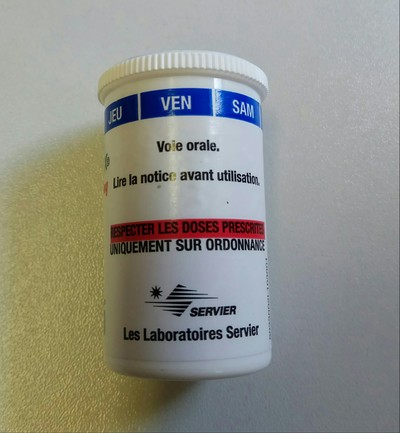 JEU VEN SAM
Voie orale.
Lire la notice avant utilisation.
RESPECTER LES DOSES PRESCRITES
UNIQUEMENT SUR ORDONNANCE
SERVIER
Les Laboratoires Servier